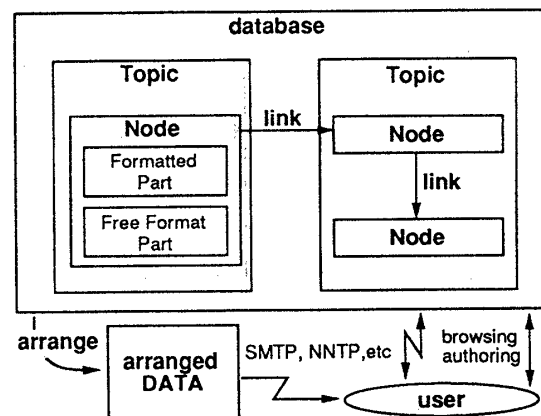 database
Topic
Topic
Node
link
Node
Formatted
Part
link
Free Format
Part
Node
arrange
arranged
DATA
SMTP, NNTP,etc
browsing
authoring
user